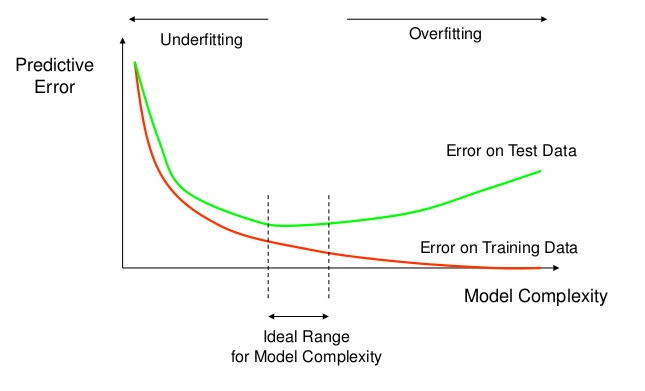 Underfitting
Overfitting
Predictive
Error
Error on Test Data
Error on Training Data
Model Complexity
Ideal Range
for Model Complexity